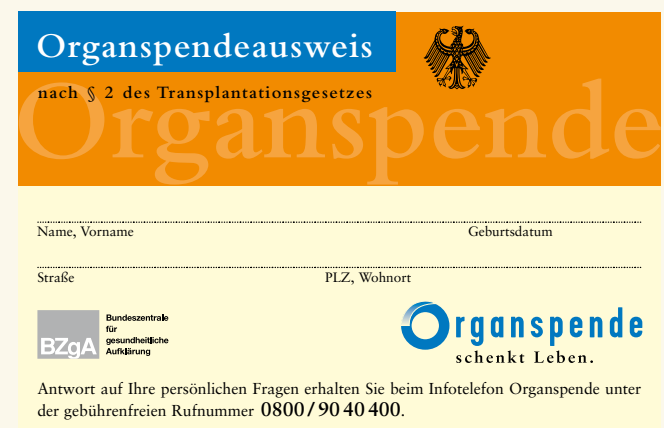 Organspendeausweis
nach § 2 des Transplantationsgesetzes
Organspende
Name, Vorname Geburtsdatum
Straße PLZ, Wohnort
BZgA
Bundeszentrale
für
gesundheitliche
Aufklärung
Organspende
schenkt Leben.
Antwort auf Ihre persönlichen Fragen erhalten Sie beim Infotelefon Organspende unter
der gebührenfreien Rufnummer 0800 / 90 40 400.